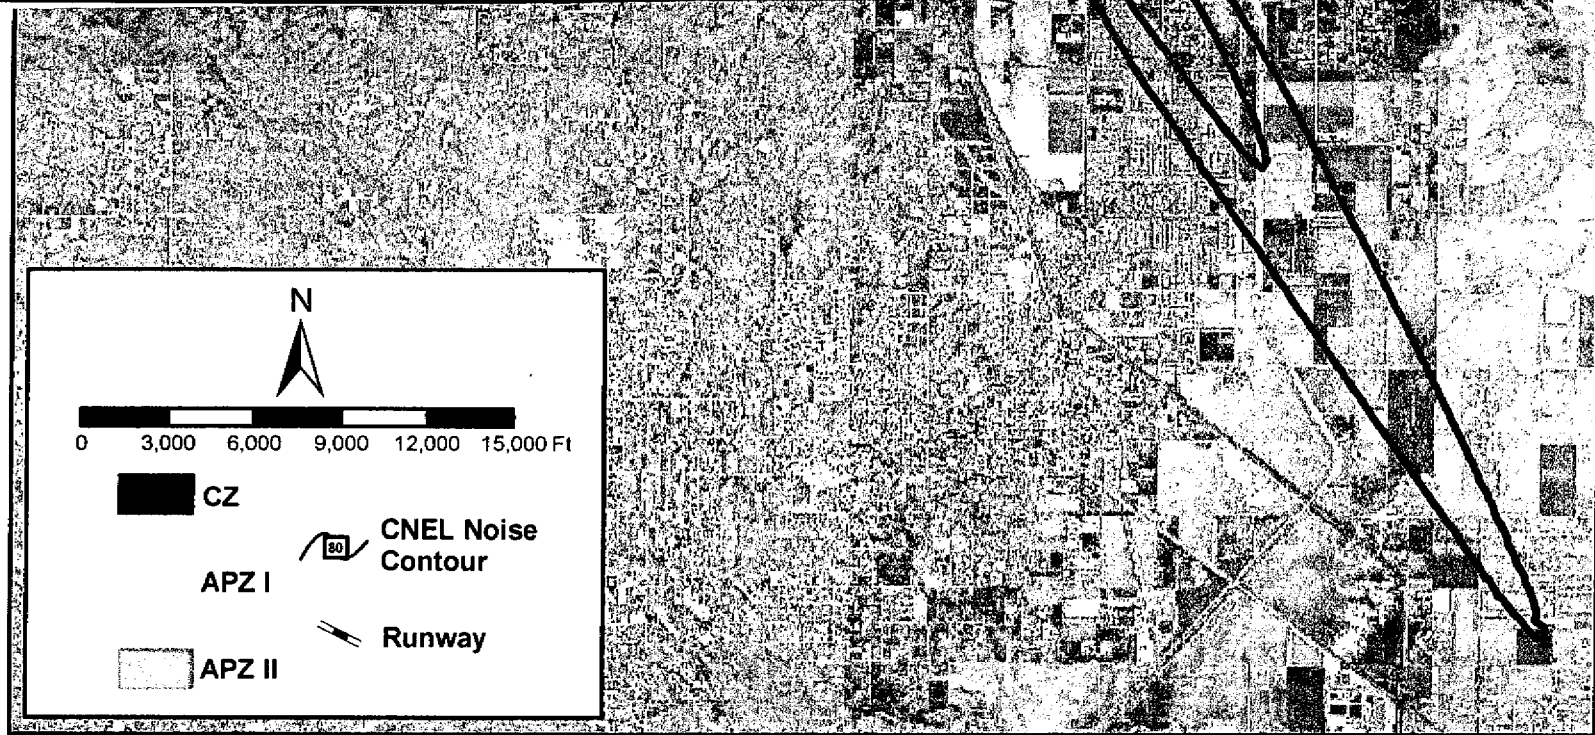 N
0 3,000 6,000 9,000 12,000 15,000 Ft
CZ
80
CNEL Noise
Contour
APZ I
Runway
APZ II